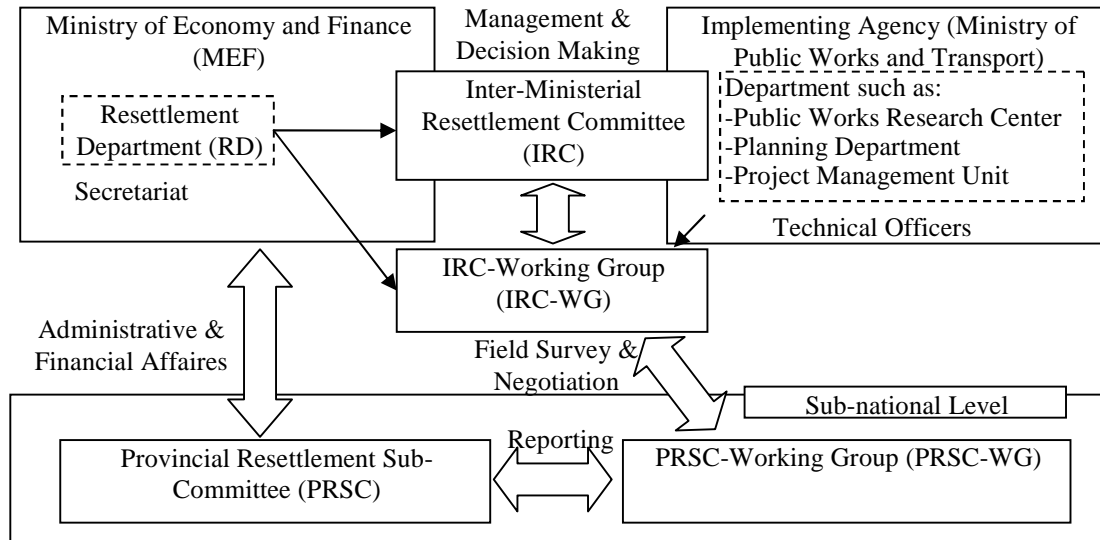 Ministry of Economy and Finance
(MEF)
Resettlement
Department (RD)
Secretariat
Management &
Decision Making
Inter-Ministerial
Resettlement Committee
(IRC)
Implementing Agency (Ministry of
Public Works and Transport)
Department such as:
-Public Works Research Center
-Planning Department
-Project Management Unit
Technical Officers
IRC-Working Group
(IRC-WG)
Administrative &
Financial Affaires
Field Survey &
Negotiation
Sub-national Level
Provincial Resettlement Sub-
Committee (PRSC)
Reporting
PRSC-Working Group (PRSC-WG)